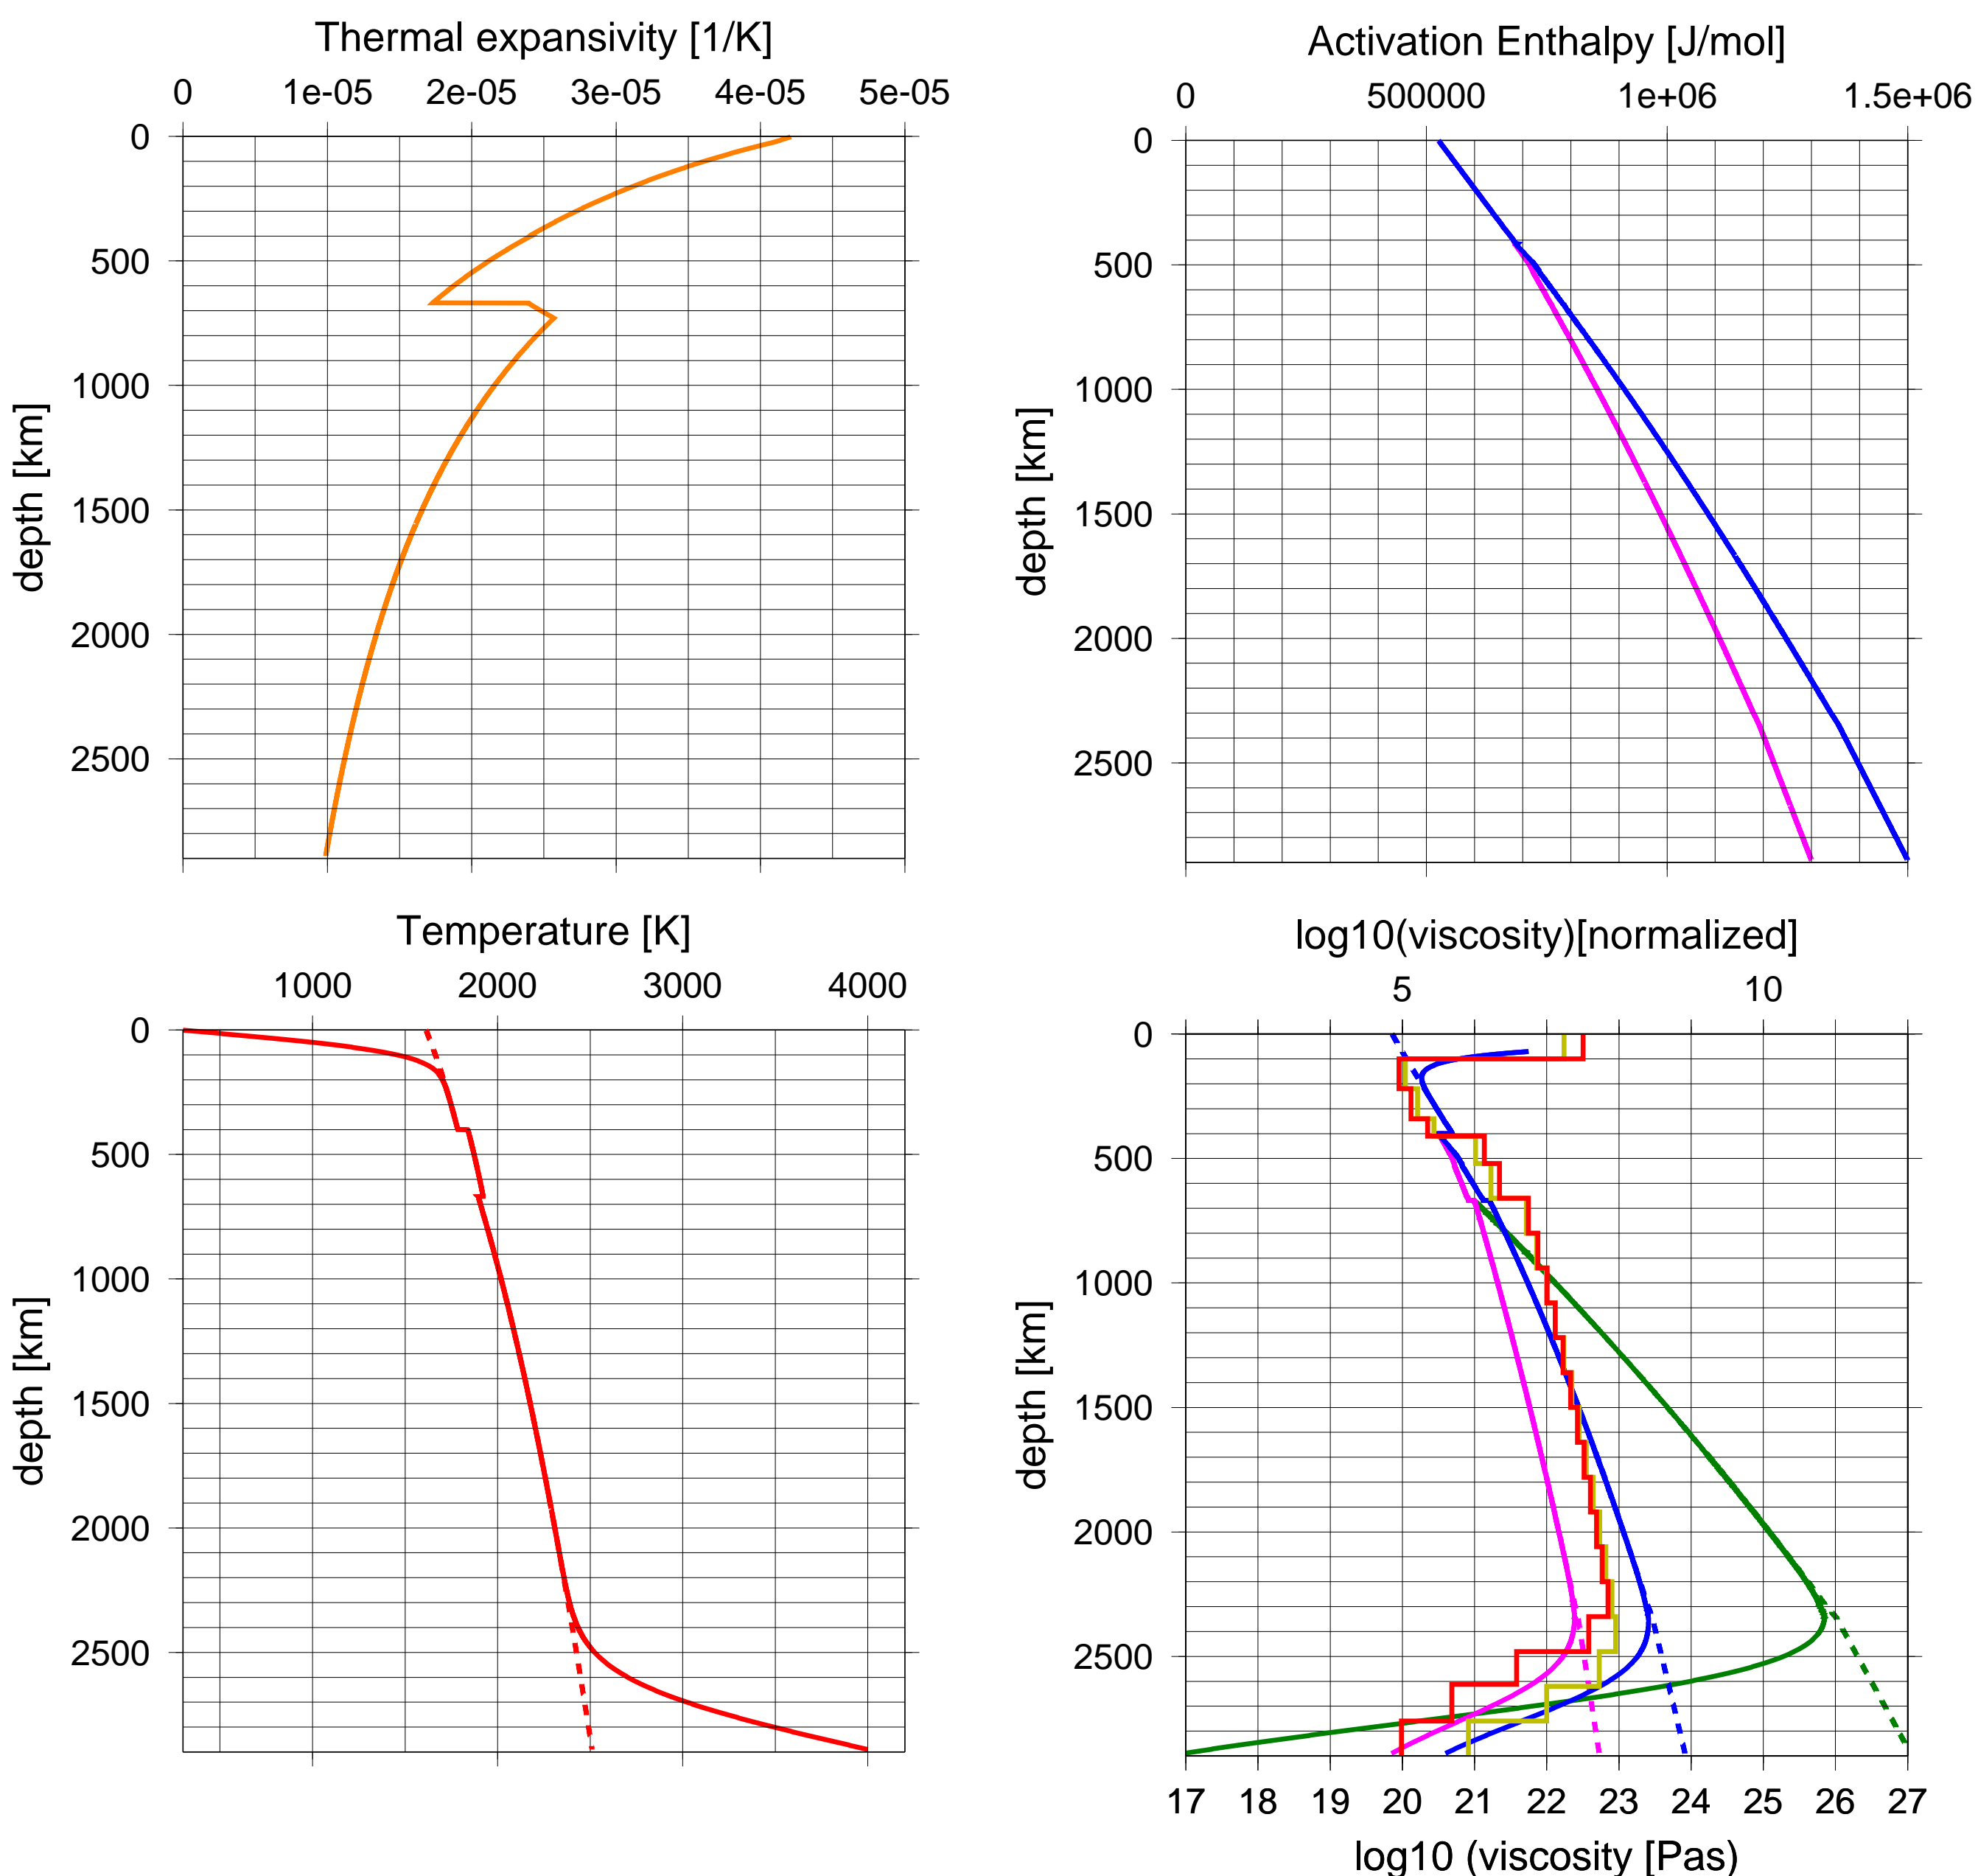 Thermal expansivity [1/K]
0 1e-05 2e-05 3e-05 4e-05 5e-05
0
500
1000
1500
2000
2500
depth [km]
Activation Enthalpy [J/mol]
0 500000 1e+06 1.5e+06
0
500
1000
1500
2000
2500
depth [km]
Temperature [K]
1000 2000 3000 4000
0
500
1000
1500
2000
2500
depth [km]
log10(viscosity)[normalized]
5 10
0
500
1000
1500
2000
2500
depth [km]
17 18 19 20 21 22 23 24 25 26 27
log10 (viscosity [Pas)